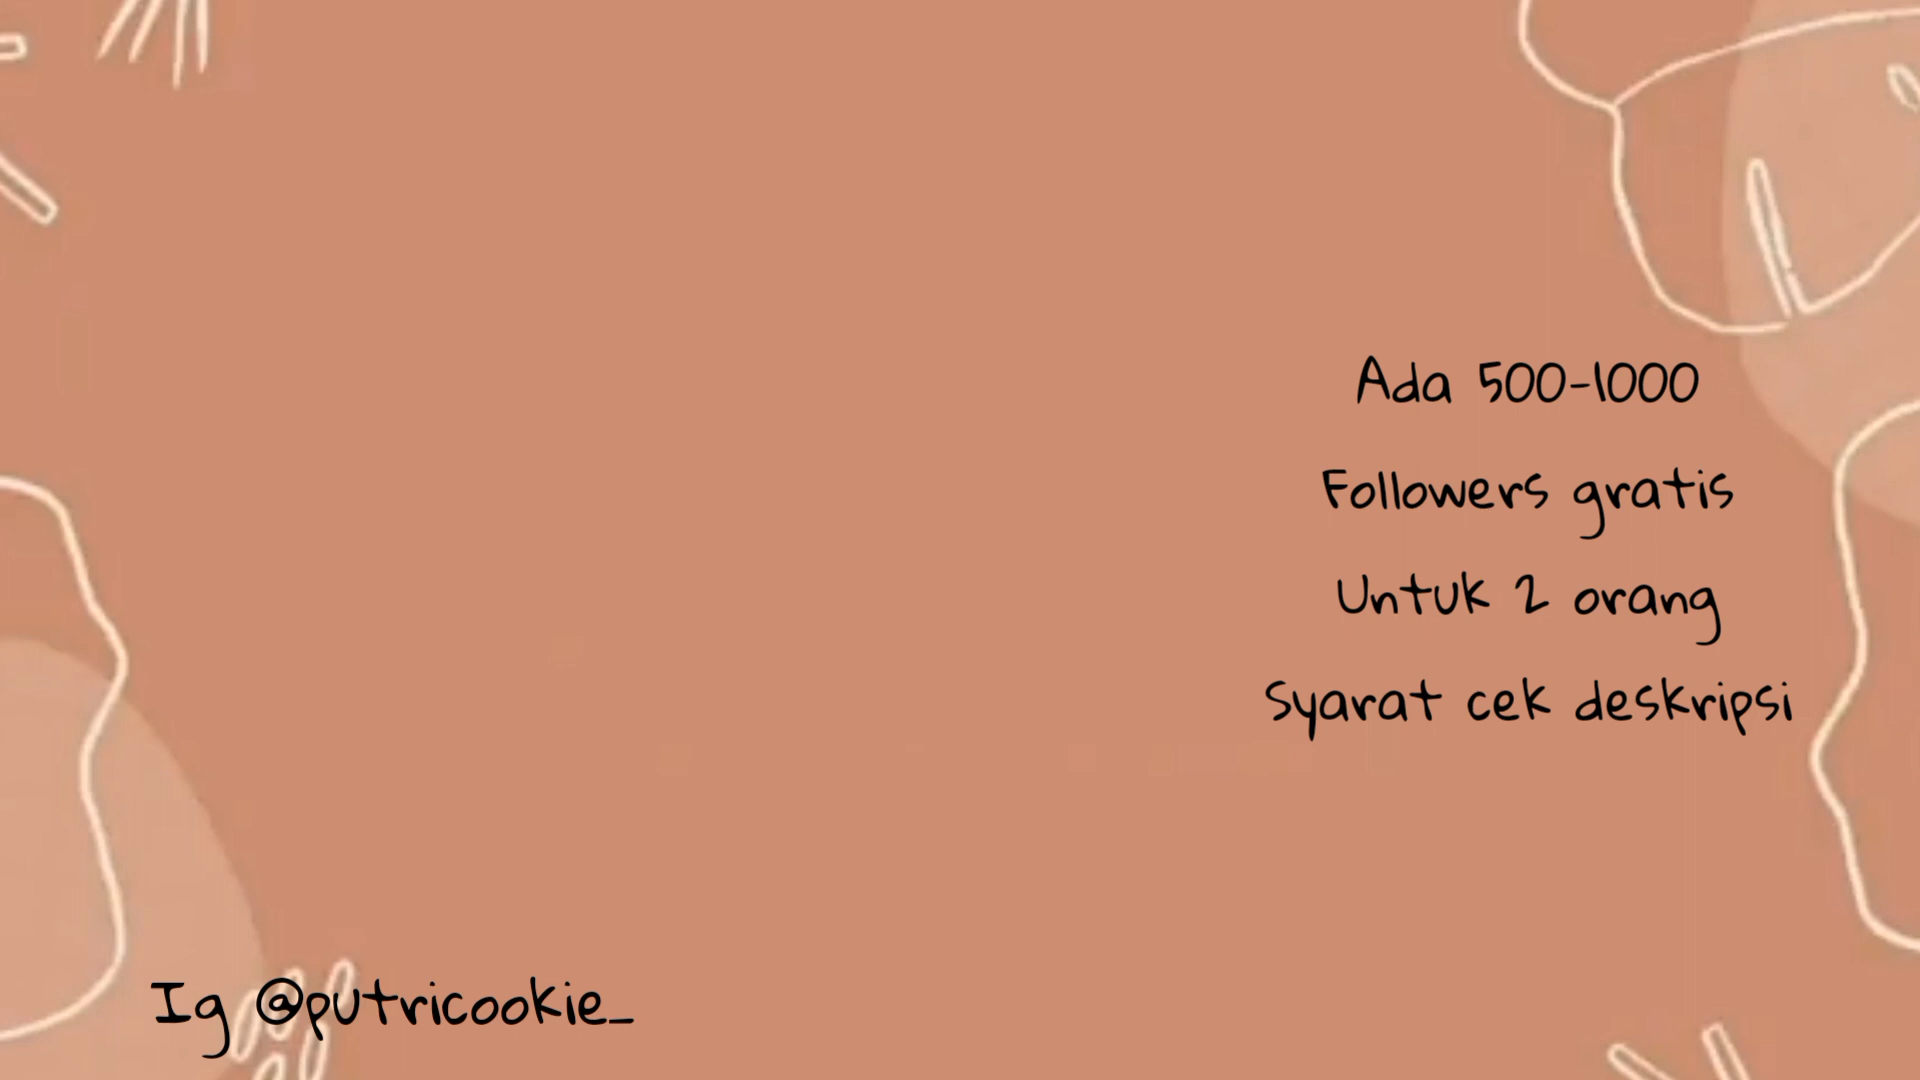 Ada 500-1000
Followers gratis
Untuk 2 orang
Syarat cek deskripsi
Ig @putricookie_